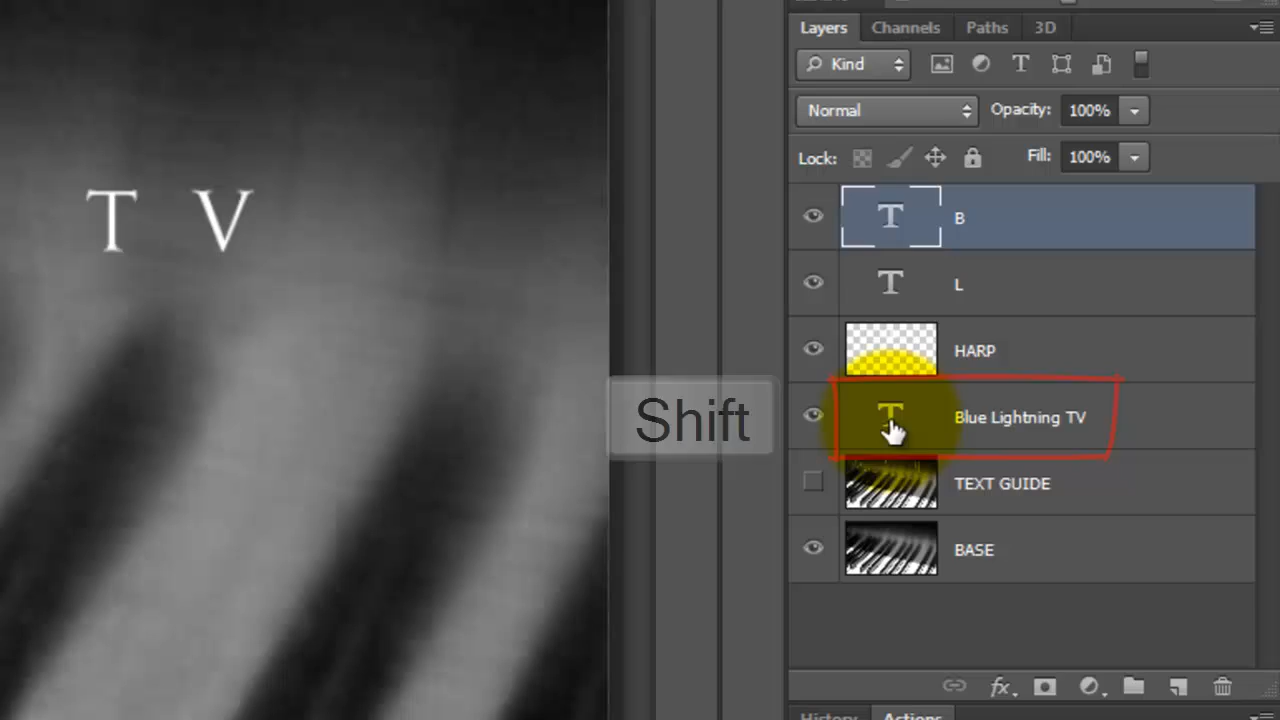 Layers Channels Paths 3D
Kind T
Normal Opacity: 100%
Lock: Fill: 100%
T V
T B
T L
HARP
Shift
T Blue Lightning TV
TEXT GUIDE
BASE
fx
History Actions